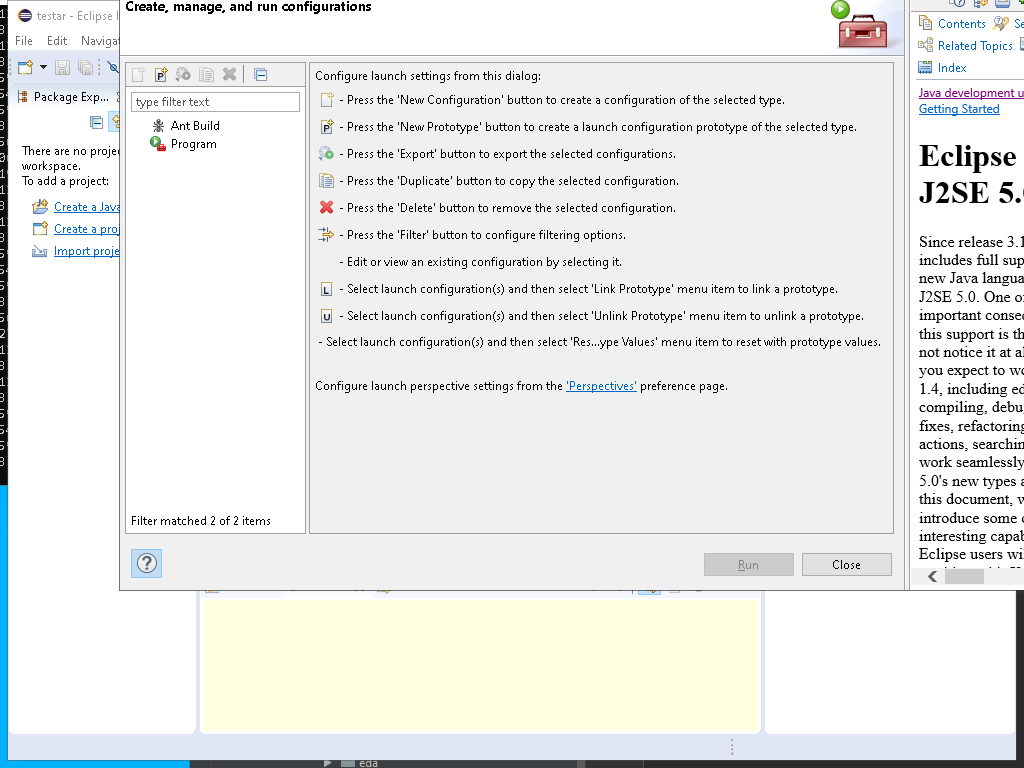 testar - Eclipse
File Edit Navigat
Package Exp...
There are no proje
workspace.
To add a project:
Create a Java
Create a proj
Import proje
Create, manage, and run configurations
type filter text
Ant Build
Program
Filter matched 2 of 2 items
Configure launch settings from this dialog:
- Press the 'New Configuration' button to create a configuration of the selected type.
- Press the 'New Prototype' button to create a launch configuration prototype of the selected type.
- Press the 'Export' button to export the selected configurations.
- Press the 'Duplicate' button to copy the selected configuration.
- Press the 'Delete' button to remove the selected configuration.
- Press the 'Filter' button to configure filtering options.
- Edit or view an existing configuration by selecting it.
- Select launch configuration(s) and then select 'Link Prototype' menu item to link a prototype.
- Select launch configuration(s) and then select 'Unlink Prototype' menu item to unlink a prototype.
- Select launch configuration(s) and then select 'Res...ype Values' menu item to reset with prototype values.
Configure launch perspective settings from the 'Perspectives' preference page.
Run Close
Contents Se
Related Topics
Index
Java development u
Getting Started
Eclipse
J2SE 5.
Since release 3.1
includes full sup
new Java langua
J2SE 5.0. One o
important conse
this support is th
not notice it at al
you expect to wo
1.4, including ed
compiling, debu
fixes, refactoring
actions, searchin
work seamlessly
5.0's new types a
this document, w
introduce some o
interesting capab
Eclipse users wi
eda